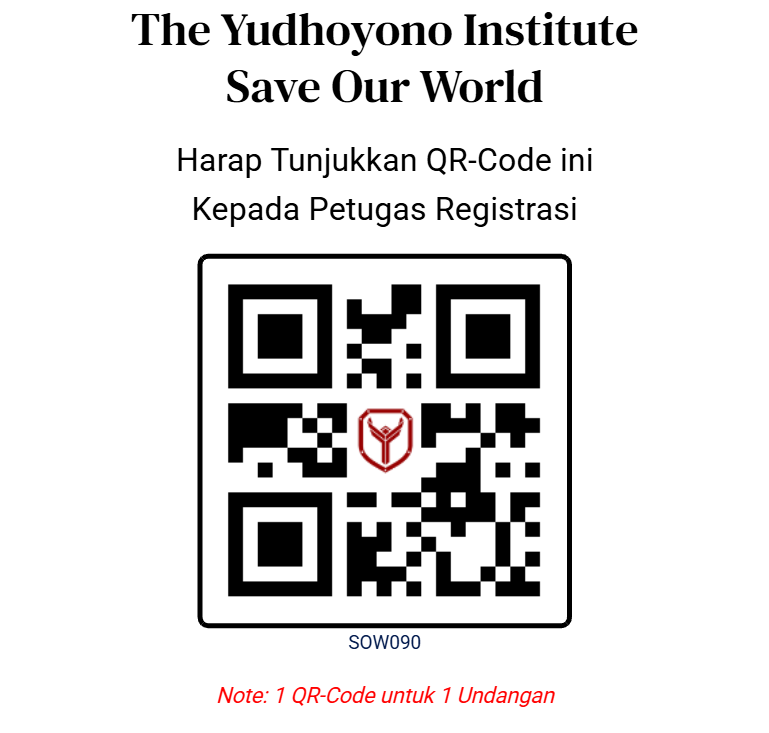 The Yudhoyono Institute
Save Our World
Harap Tunjukkan QR-Code ini
Kepada Petugas Registrasi
SOW090
Note: 1 QR-Code untuk 1 Undangan